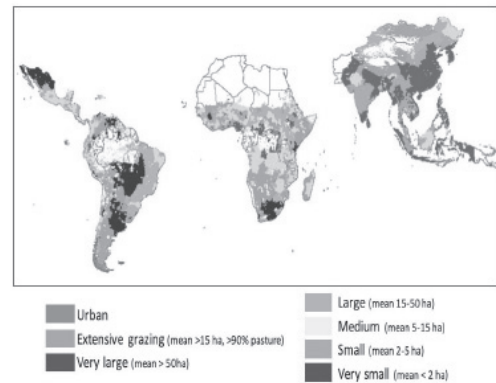 Urban
Extensive grazing (mean >15 ha, >90% pasture)
Very large (mean > 50ha)
Large (mean 15-50 ha)
Medium (mean 5-15 ha)
Small (mean 2-5 ha)
Very small (mean < 2 ha)